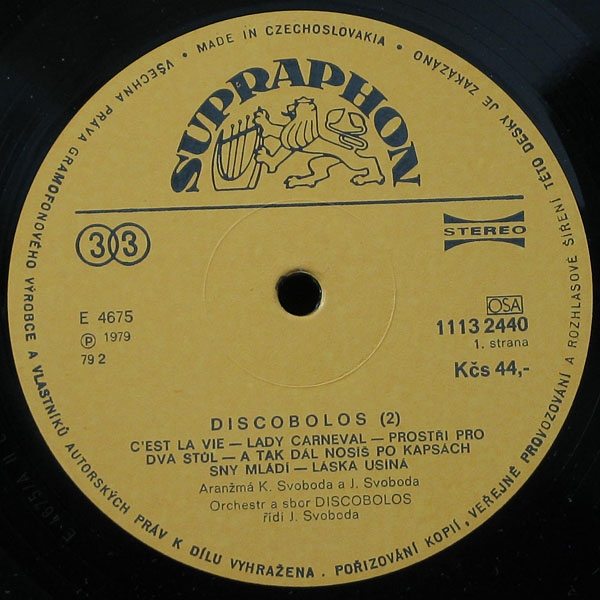 VŠECHNA PRÁVA GRAMOFONOVÉHO VÝROBCE A VLASTNÍKŮ AUTORSKÝCH PRÁV K DÍLU VYHRAŽENA . POŘIZOVÁNÍ KOPIÍ , VEŘEJNÉ PROVOZOVÁNÍ A ROZHLASOVÉ ŠÍŘENÍ TÉTO DESKY JE ZAKÁZÁNO
• MADE IN CZECHOSLOVAKIA •
SUPRAPHON
33
STEREO
E 4675
℗ 1979
79 2
OSA
1113 2440
1. strana
Kčs 44,-
DISCOBOLOS (2)
C'EST LA VIE — LADY CARNEVAL — PROSTŘI PRO
DVA STŮL — A TAK DÁL NOSÍŠ PO KAPSÁCH
SNY MLÁDÍ — LÁSKA USÍNÁ
Aranžmá K. Svoboda a J. Svoboda
Orchestr a sbor DISCOBOLOS
řídí J. Svoboda